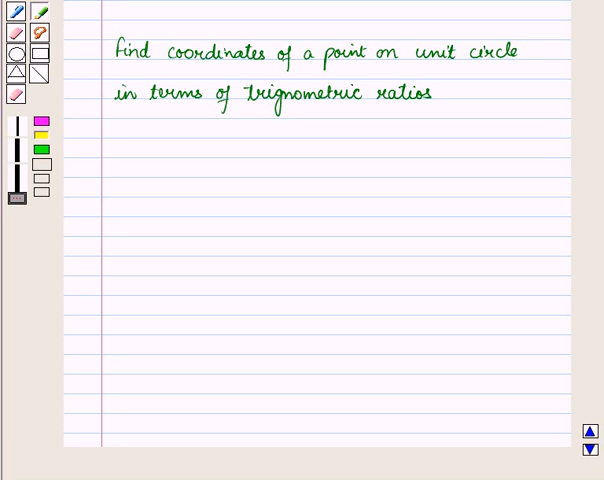 find coordinates of a point on unit circle
in terms of trignometric ratios